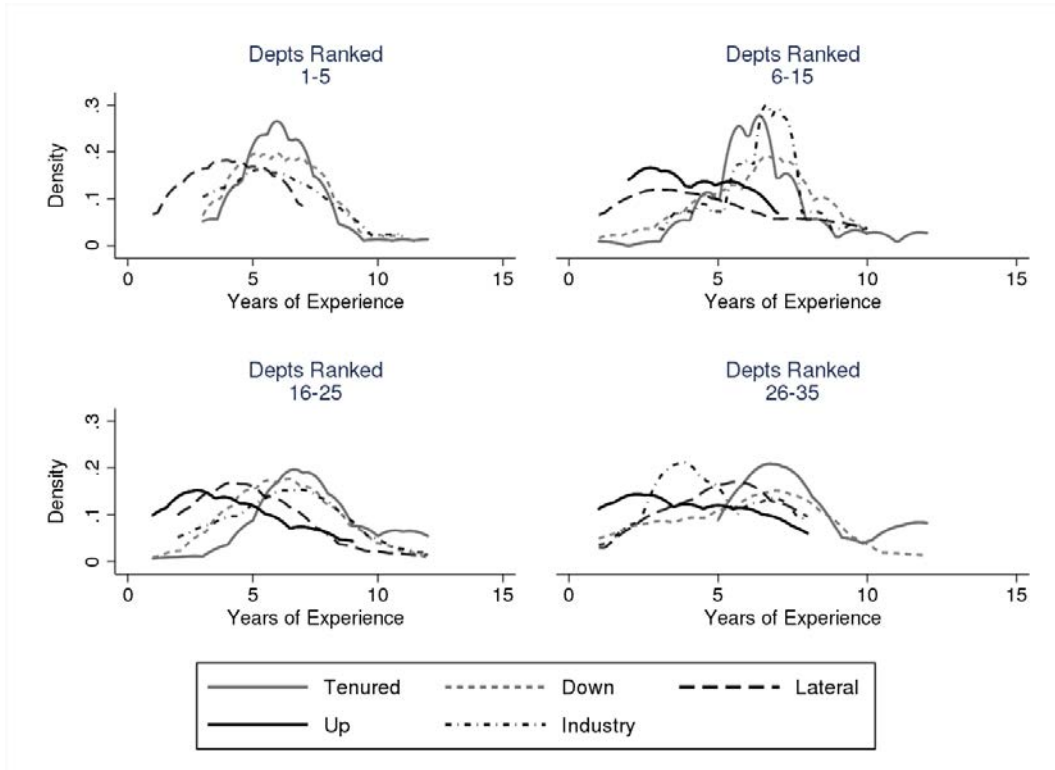 Depts Ranked
1-5
Density
0
.1
.2
.3
0
5
10
15
Years of Experience
Depts Ranked
6-15
0
5
10
15
Years of Experience
Depts Ranked
16-25
Density
0
.1
.2
.3
0
5
10
15
Years of Experience
Depts Ranked
26-35
0
5
10
15
Years of Experience
Tenured
Down
Lateral
Up
Industry